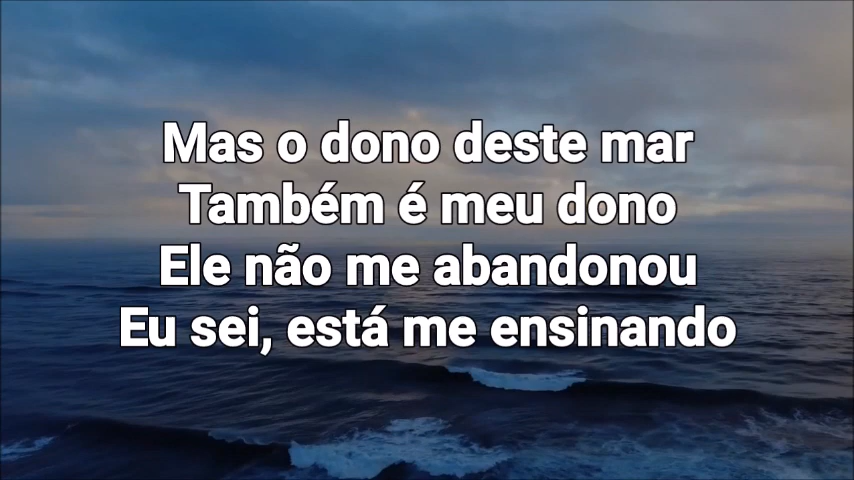 Mas o dono deste mar
Também é meu dono
Ele não me abandonou
Eu sei, está me ensinando